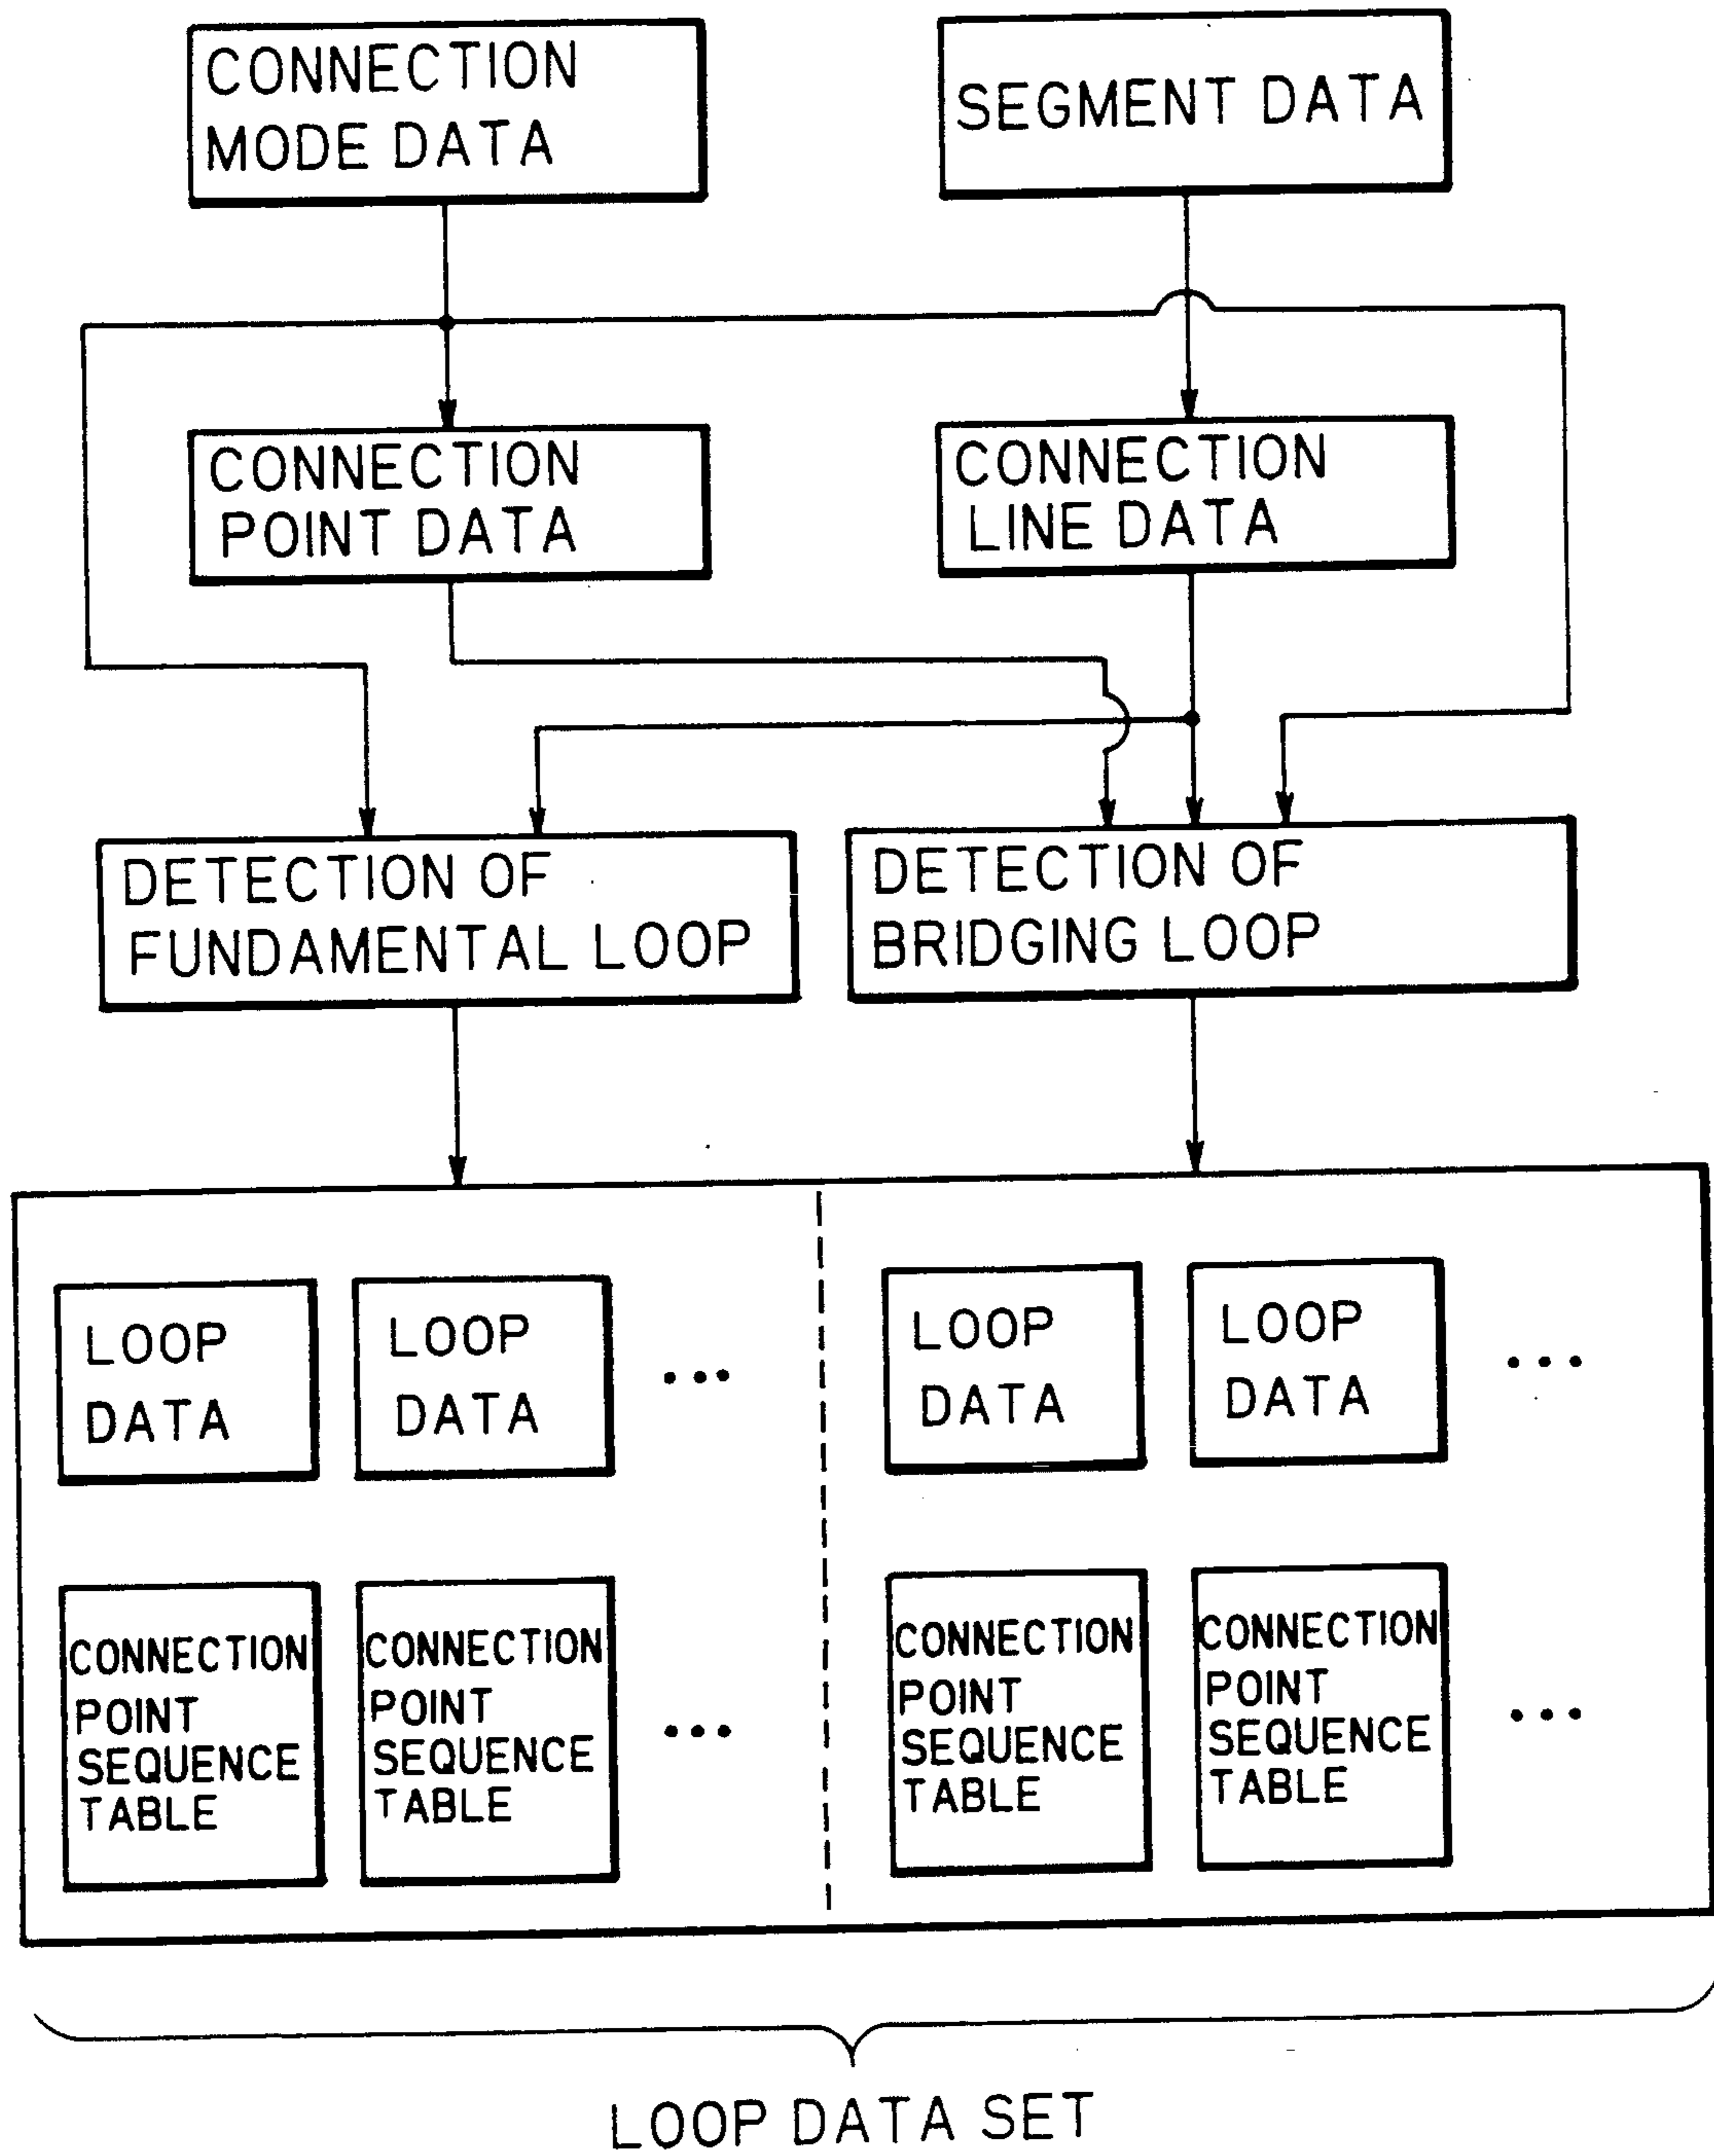 CONNECTION
MODE DATA
SEGMENT DATA
CONNECTION
POINT DATA
CONNECTION
LINE DATA
DETECTION OF
FUNDAMENTAL LOOP
DETECTION OF
BRIDGING LOOP
LOOP
DATA
LOOP
DATA
...
LOOP
DATA
LOOP
DATA
...
CONNECTION
POINT
SEQUENCE
TABLE
CONNECTION
POINT
SEQUENCE
TABLE
...
CONNECTION
POINT
SEQUENCE
TABLE
CONNECTION
POINT
SEQUENCE
TABLE
...
LOOP DATA SET